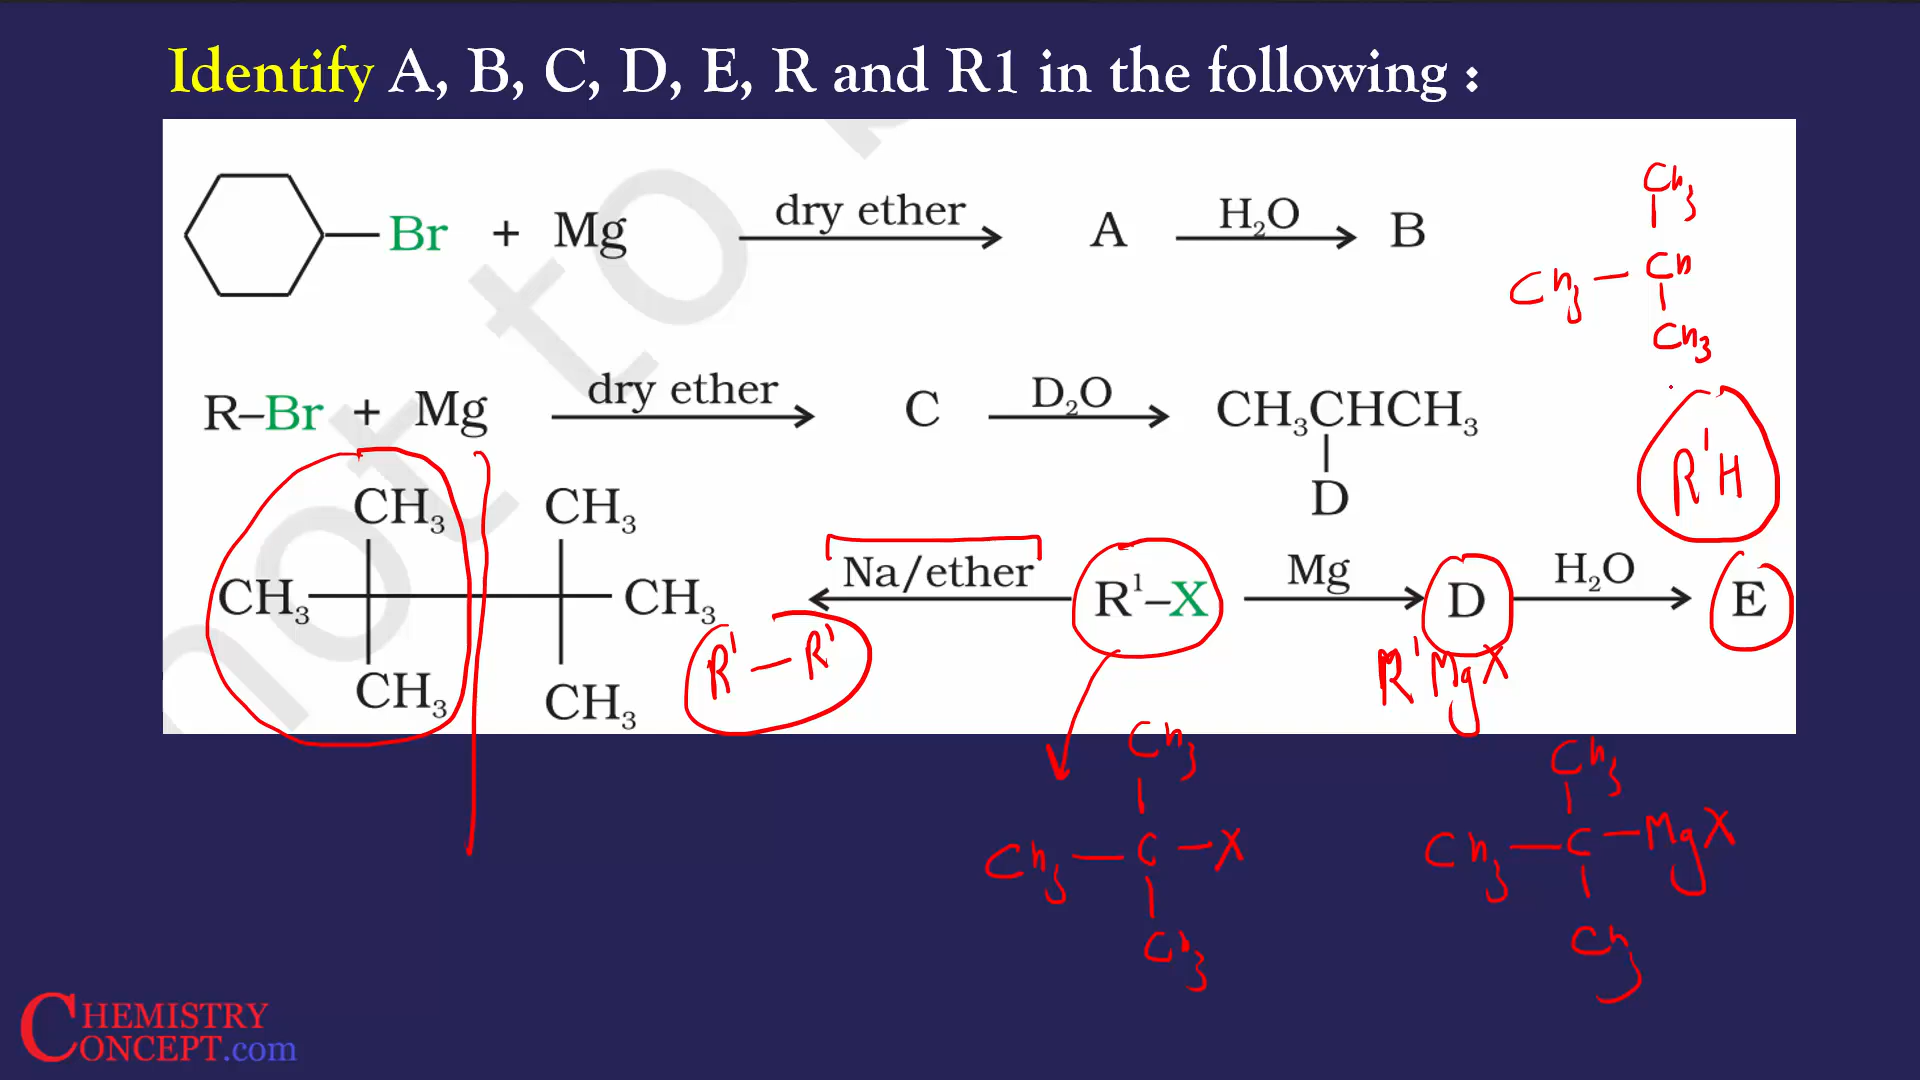 Identify A, B, C, D, E, R and R1 in the following :
Br + Mg dry ether A H₂O B
R–Br + Mg dry ether C D₂O CH₃CHCH₃
D
CH₃ CH₃
CH₃ CH₃ Na/ether R¹–X Mg D H₂O E
CH₃ CH₃
CH₃
CH₃ – CH
CH₃
R'H
R' – R'
R'MgX
CH₃
CH₃ – C – X
CH₃
CH₃
CH₃ – C – MgX
CH₃
not to b
CHEMISTRY
CONCEPT.com